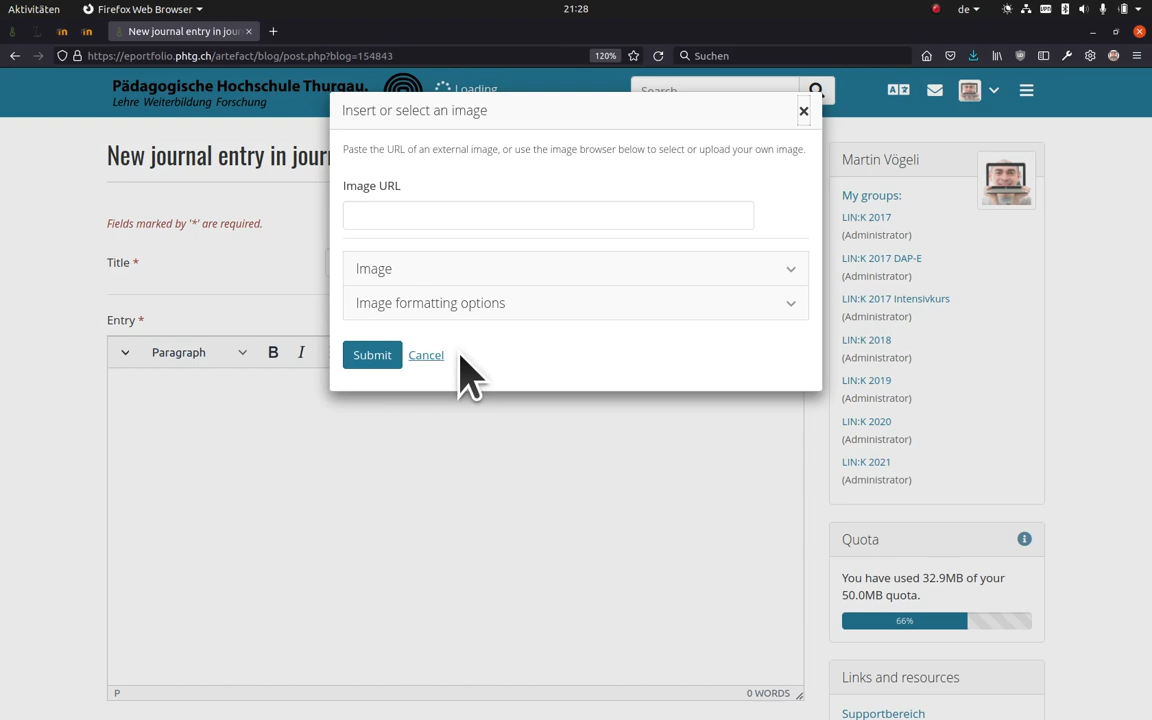 Aktivitäten
Firefox Web Browser
21:28
de
New journal entry in jour
https://eportfolio.phtg.ch/artefact/blog/post.php?blog=154843
120%
Suchen
Pädagogische Hochschule Thurgau.
Lehre Weiterbildung Forschung
Loading
Search
Insert or select an image
Paste the URL of an external image, or use the image browser below to select or upload your own image.
Image URL
Image
Image formatting options
Submit
Cancel
New journal entry in jour
Fields marked by '*' are required.
Title *
Entry *
Paragraph
B
I
P
0 WORDS
Martin Vögeli
My groups:
LIN:K 2017
(Administrator)
LIN:K 2017 DAP-E
(Administrator)
LIN:K 2017 Intensivkurs
(Administrator)
LIN:K 2018
(Administrator)
LIN:K 2019
(Administrator)
LIN:K 2020
(Administrator)
LIN:K 2021
(Administrator)
Quota
You have used 32.9MB of your
50.0MB quota.
66%
Links and resources
Supportbereich